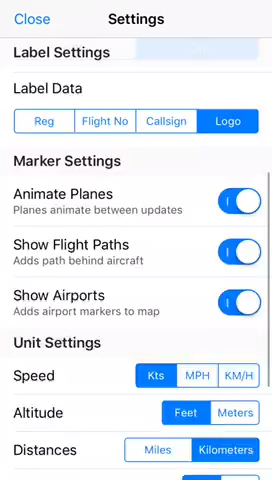 Close Settings
Label Settings
Label Data
Reg Flight No Callsign Logo
Marker Settings
Animate Planes
Planes animate between updates
Show Flight Paths
Adds path behind aircraft
Show Airports
Adds airport markers to map
Unit Settings
Speed Kts MPH KM/H
Altitude Feet Meters
Distances Miles Kilometers